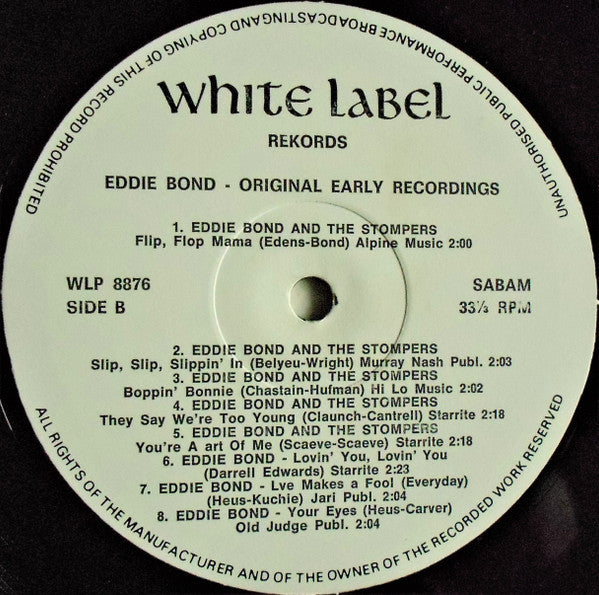 UNAUTHORISED PUBLIC PERFORMANCE BROADCASTING AND COPYING OF THIS RECORD PROHIBITED
White Label
REKORDS
EDDIE BOND - ORIGINAL EARLY RECORDINGS
1. EDDIE BOND AND THE STOMPERS
Flip, Flop Mama (Edens-Bond) Alpine Music 2:00
WLP 8876
SABAM
SIDE B
33⅓ RPM
2. EDDIE BOND AND THE STOMPERS
Slip, Slip, Slippin' In (Belyeu-Wright) Murray Nash Publ. 2:03
3. EDDIE BOND AND THE STOMPERS
Boppin' Bonnie (Chastain-Hufman) Hi Lo Music 2:02
4. EDDIE BOND AND THE STOMPERS
They Say We're Too Young (Claunch-Cantrell) Starrite 2:18
5. EDDIE BOND AND THE STOMPERS
You're A art Of Me (Scaeve-Scaeve) Starrite 2:18
6. EDDIE BOND - Lovin' You, Lovin' You
(Darrell Edwards) Starrite 2:23
7. EDDIE BOND - Lve Makes a Fool (Everyday)
(Heus-Kuchie) Jari Publ. 2:04
8. EDDIE BOND - Your Eyes (Heus-Carver)
Old Judge Publ. 2:04
ALL RIGHTS OF THE MANUFACTURER AND OF THE OWNER OF THE RECORDED WORK RESERVED